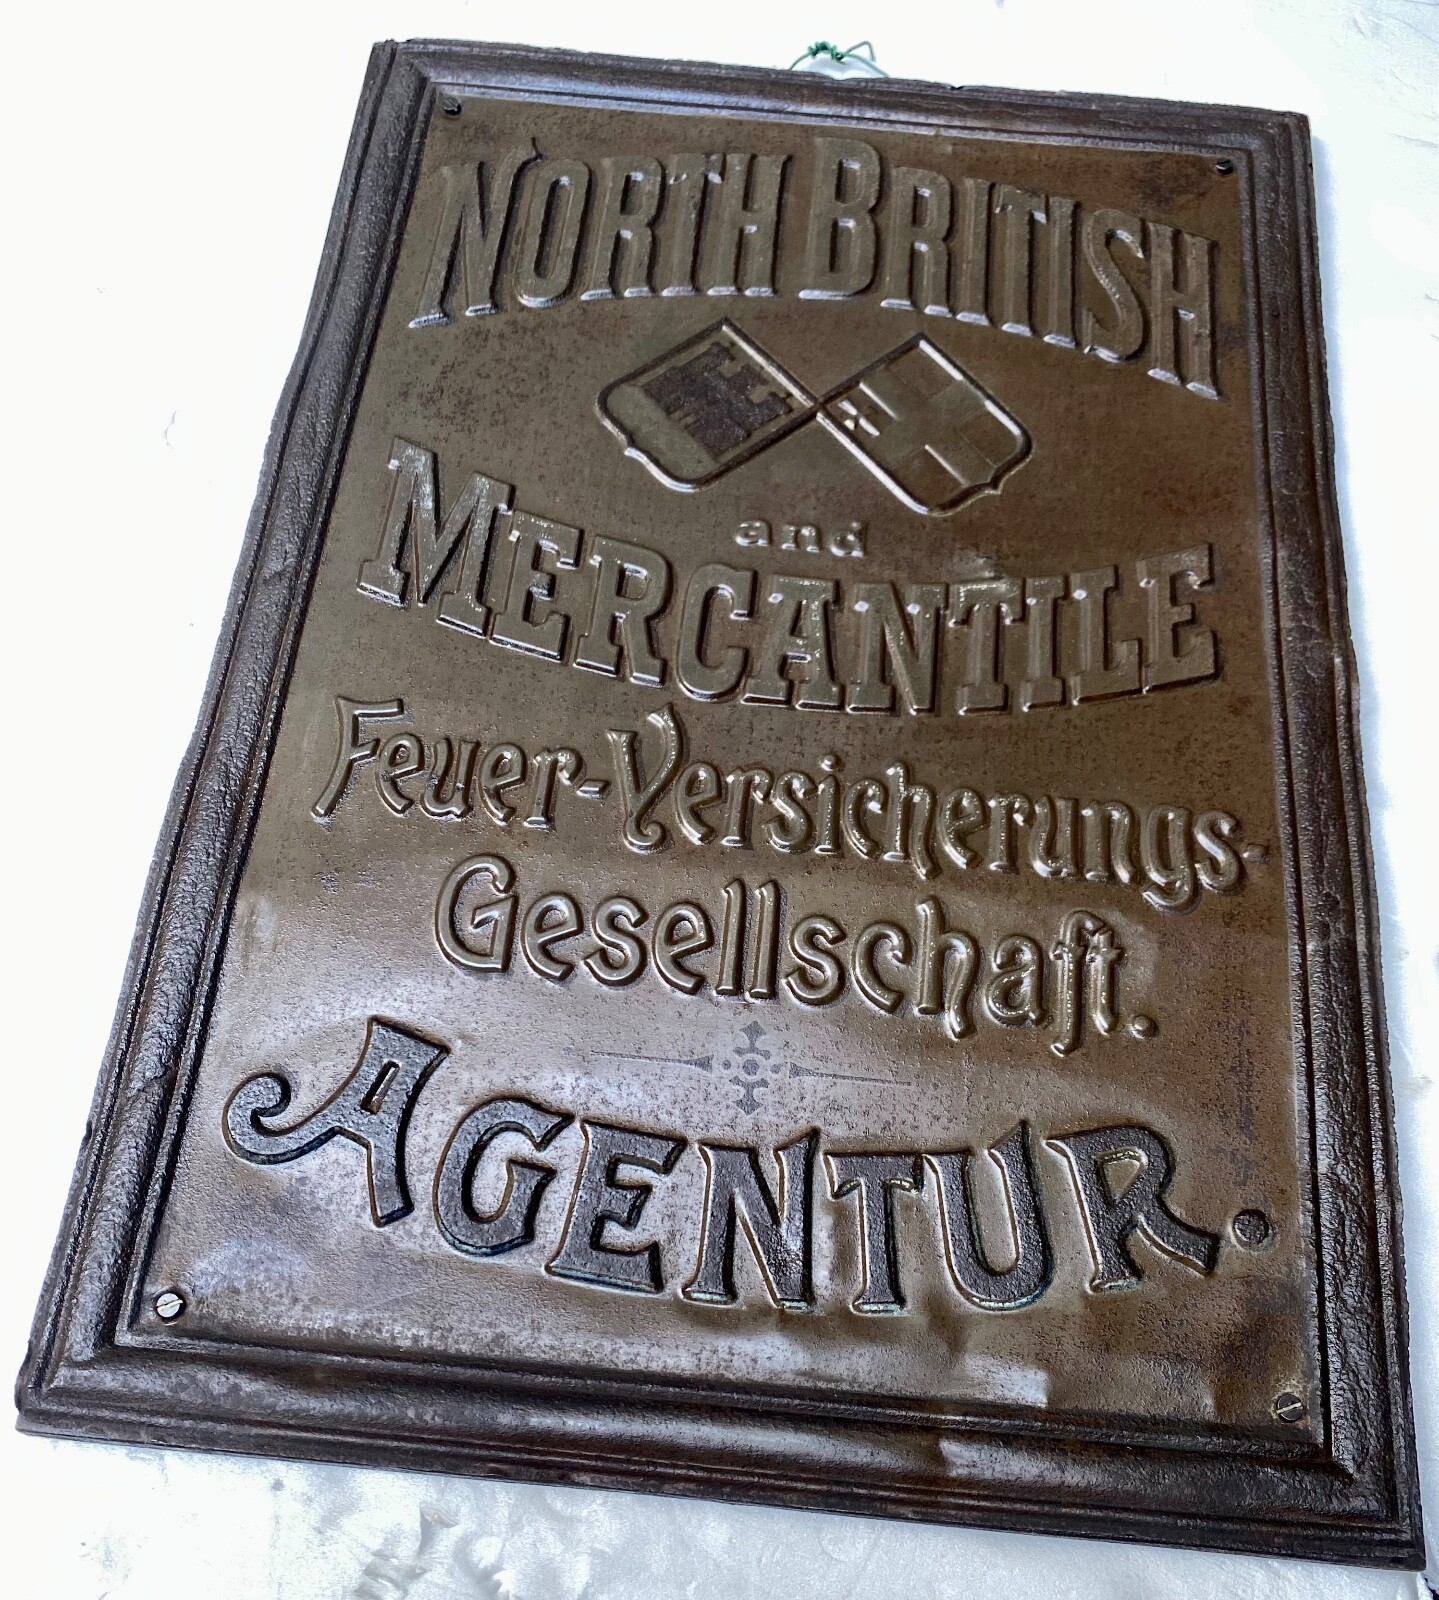 NORTH BRITISH
and
MERCANTILE
Feuer-Versicherungs-
Gesellschaft.
AGENTUR.